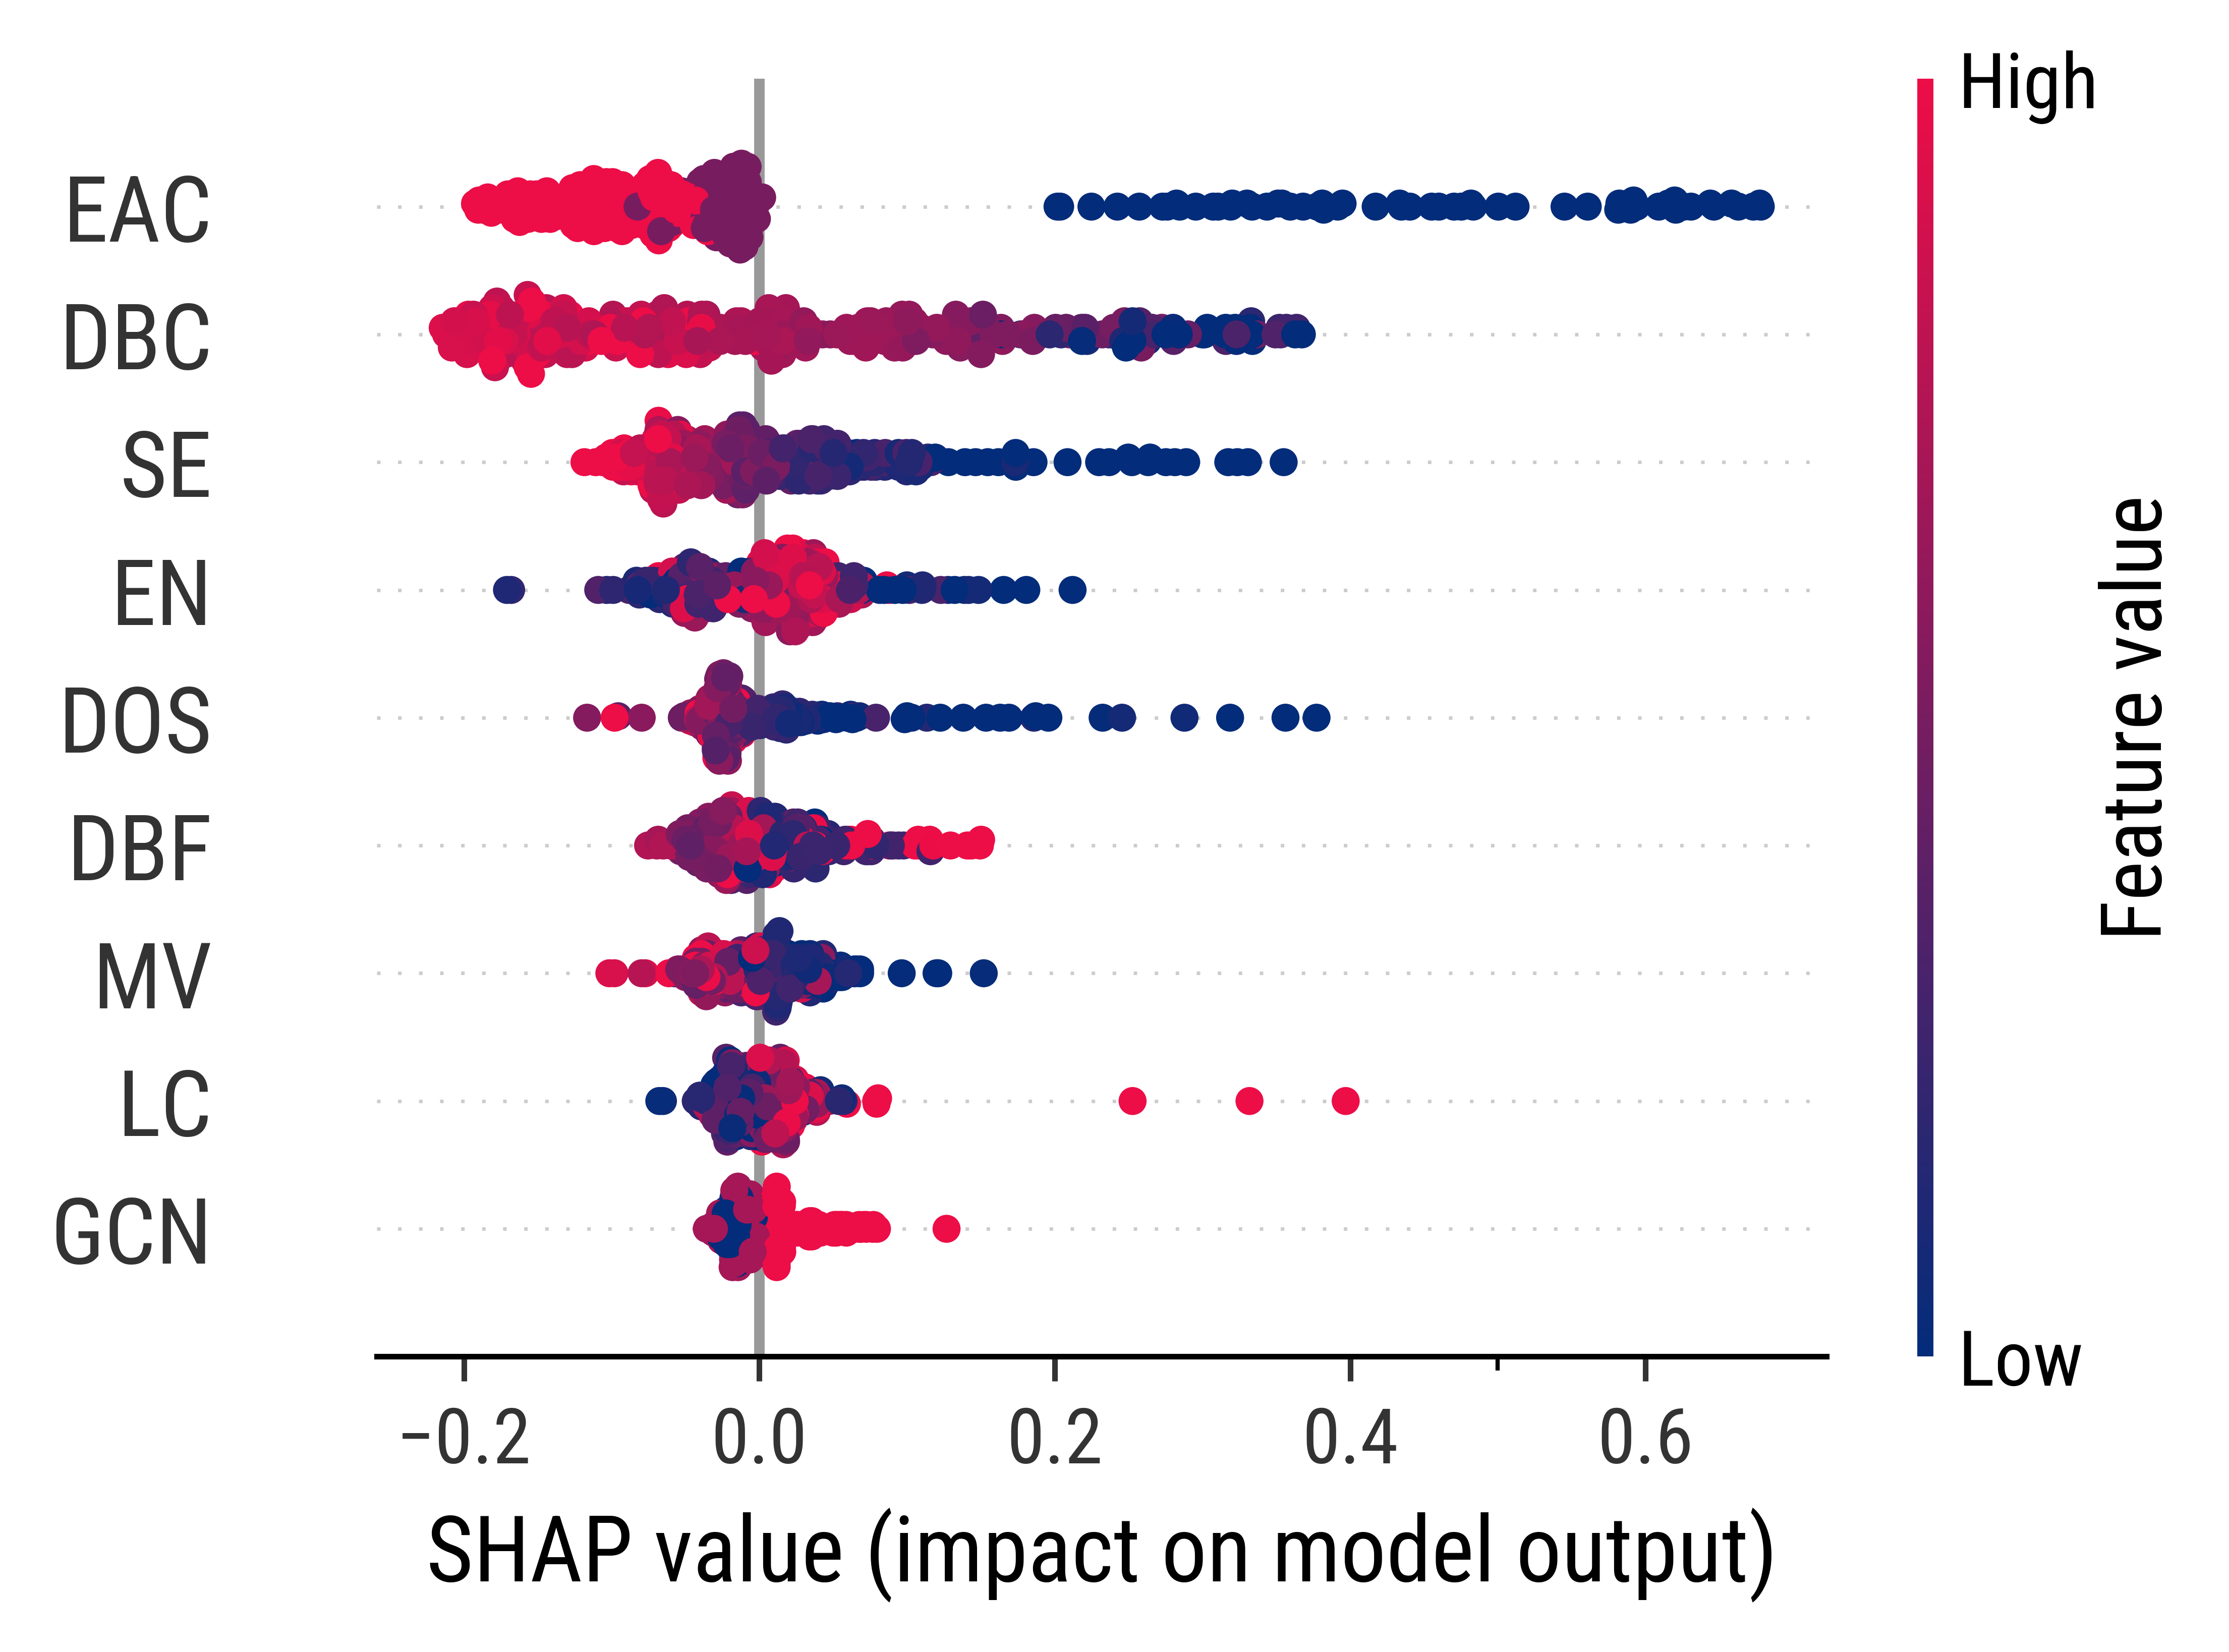 High
EAC
DBC
SE
EN
DOS
DBF
MV
LC
GCN
Feature value
Low
−0.2 0.0 0.2 0.4 0.6
SHAP value (impact on model output)